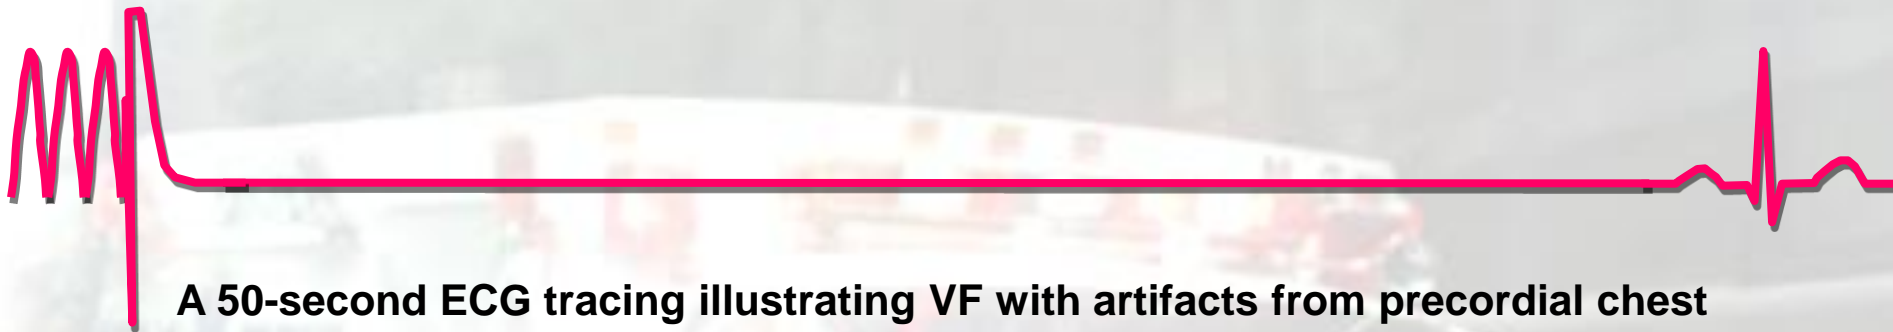 A 50-second ECG tracing illustrating VF with artifacts from precordial chest